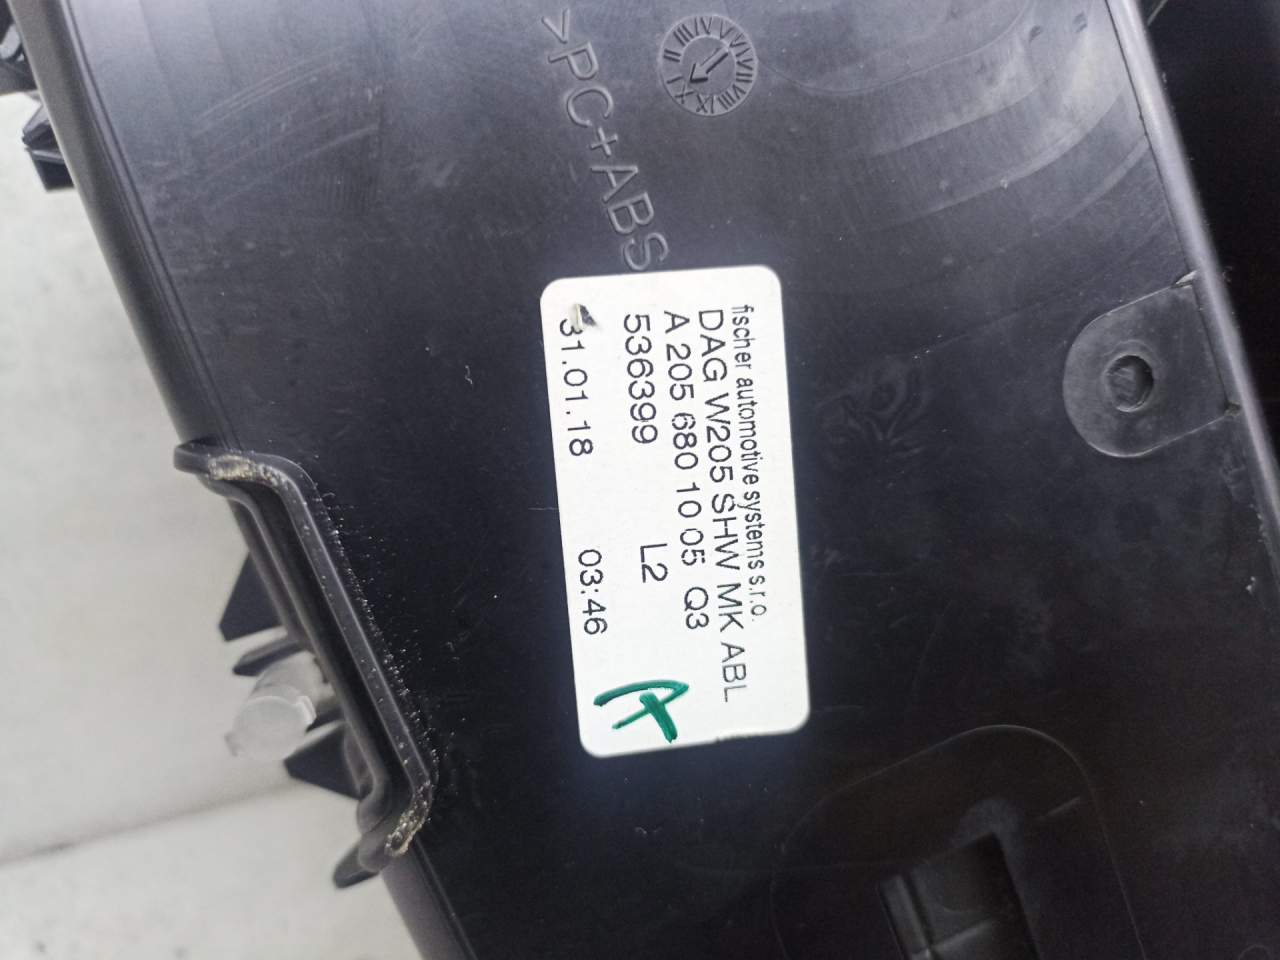 >PC+ABS
fischer automotive systems s.r.o.
DAG W205 SHW MK ABL
A 205 680 10 05 Q3
536399 L2
31.01.18 03:46
A